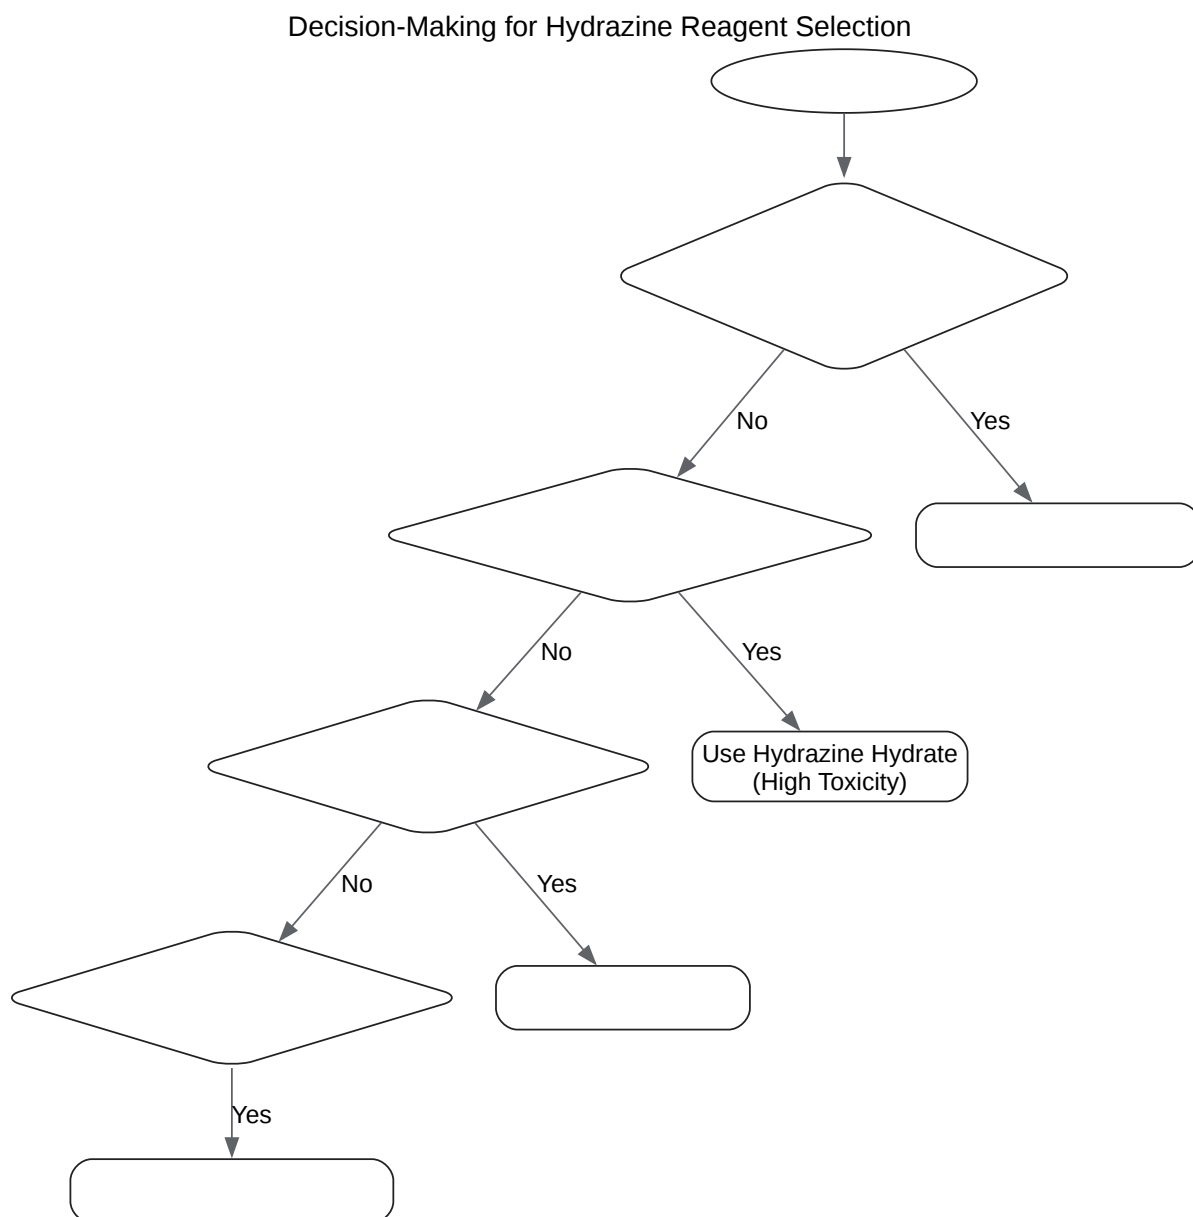 Decision-Making for Hydrazine Reagent Selection
No
Yes
No
Yes
Use Hydrazine Hydrate
(High Toxicity)
No
Yes
Yes